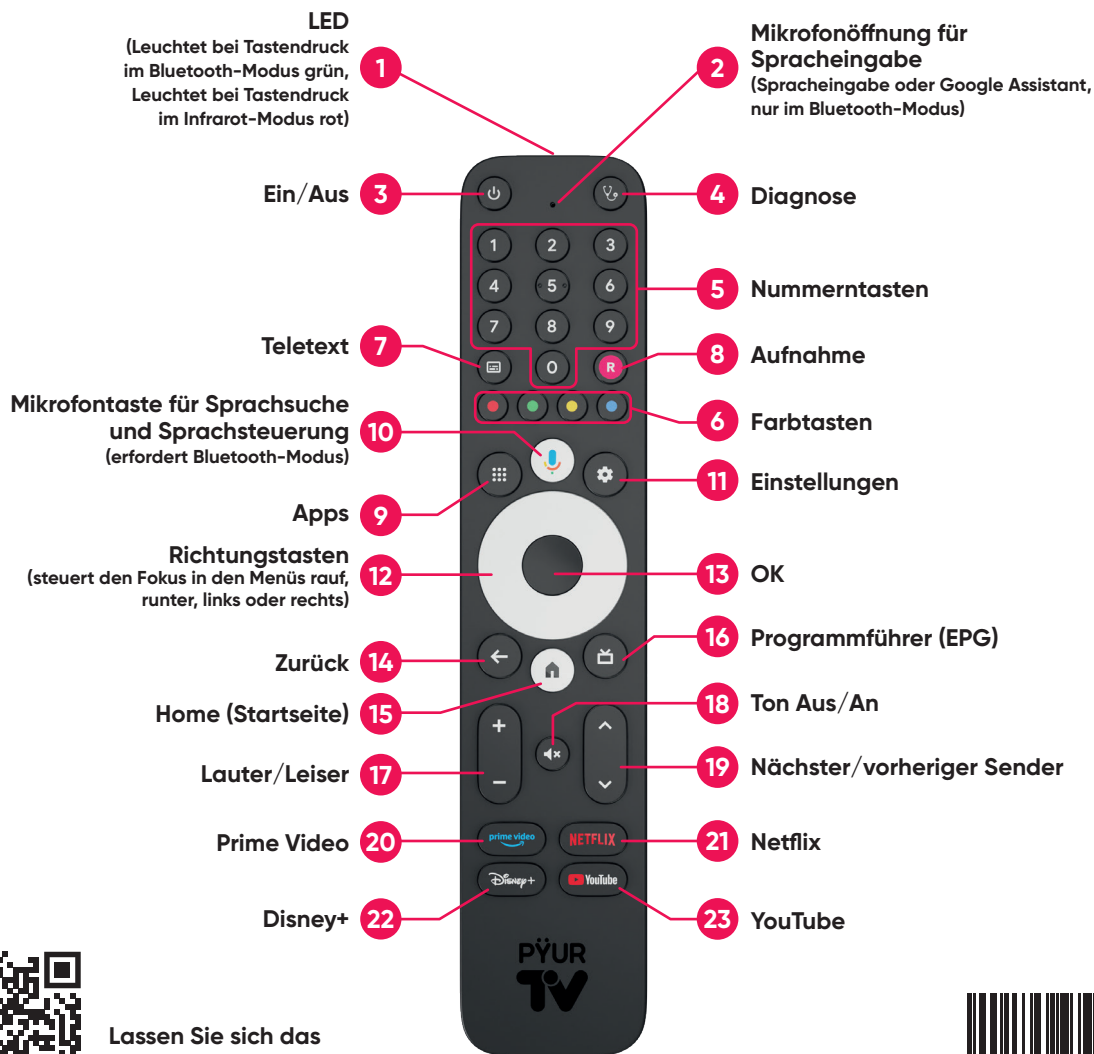 LED
(Leuchtet bei Tastendruck
im Bluetooth-Modus grün,
Leuchtet bei Tastendruck
im Infrarot-Modus rot)
1
2
Mikrofonöffnung für
Spracheingabe
(Spracheingabe oder Google Assistant,
nur im Bluetooth-Modus)
Ein/Aus 3
4 Diagnose
1 2 3
4 5 6
7 8 9
0
R
5 Nummerntasten
Teletext 7
8 Aufnahme
6 Farbtasten
Mikrofontaste für Sprachsuche
und Sprachsteuerung
(erfordert Bluetooth-Modus)
10
11 Einstellungen
Apps 9
Richtungstasten
(steuert den Fokus in den Menüs rauf,
runter, links oder rechts)
12
13 OK
Zurück 14
16 Programmführer (EPG)
Home (Startseite) 15
18 Ton Aus/An
+
−
Lauter/Leiser 17
19 Nächster/vorheriger Sender
Prime Video 20
prime video
NETFLIX
21 Netflix
Disney+
YouTube
Disney+ 22
23 YouTube
PŸUR
TV
Lassen Sie sich das